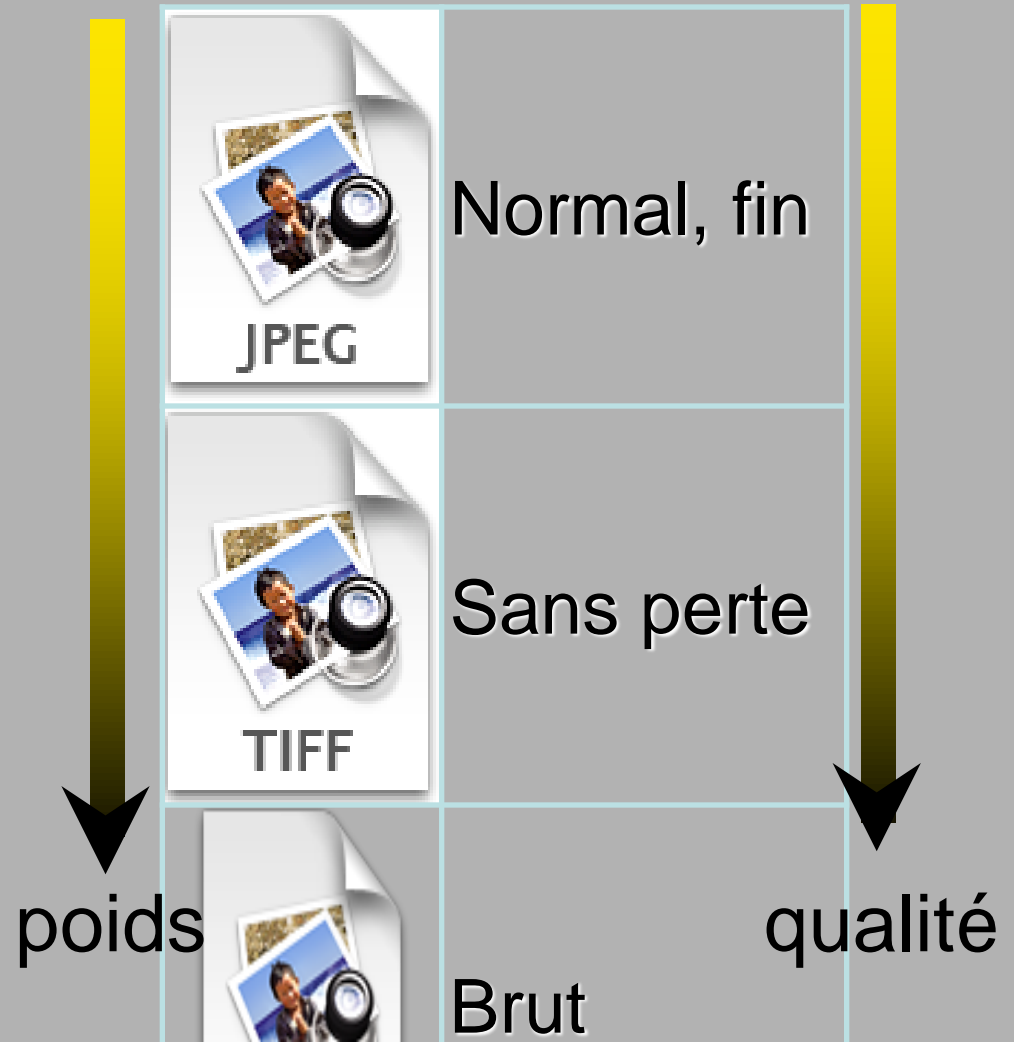 Normal, fin
JPEG
Sans perte
TIFF
poids
qualité
Brut